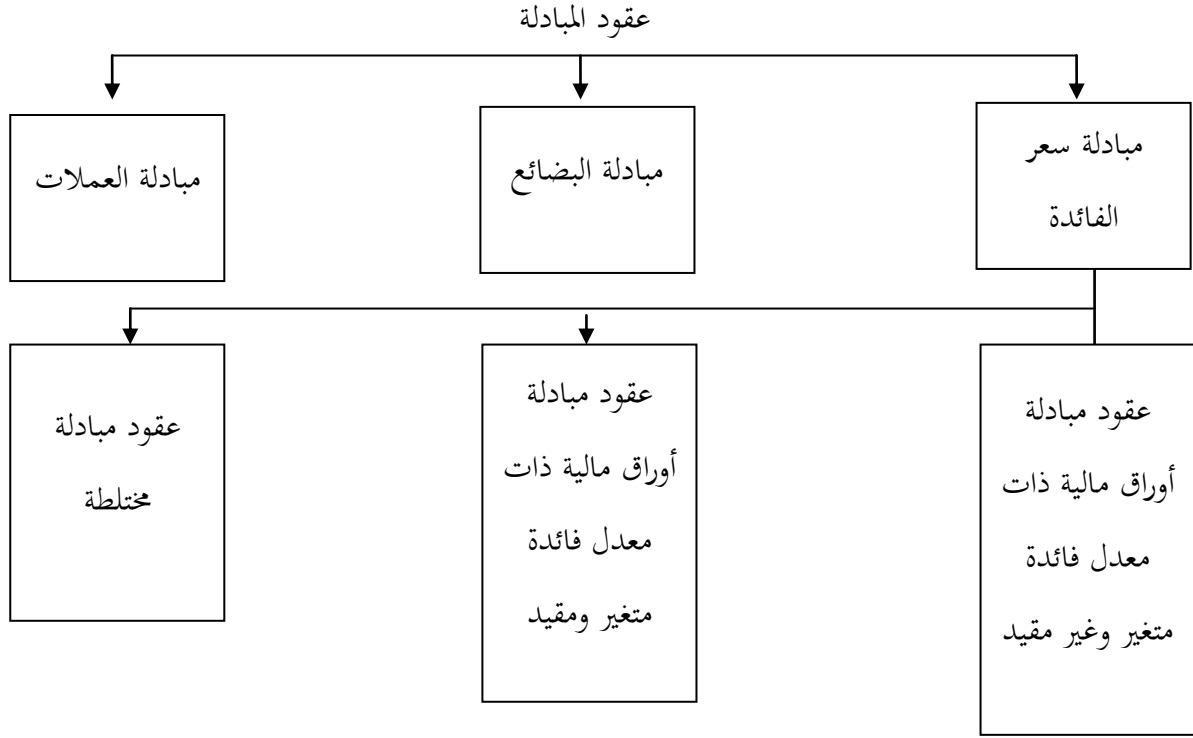 عقود المبادلة
مبادلة سعر
الفائدة
مبادلة البضائع
مبادلة العملات
عقود مبادلة
أوراق مالية ذات
معدل فائدة
متغير وغير مقيد
عقود مبادلة
أوراق مالية ذات
معدل فائدة
متغير ومقيد
عقود مبادلة
مختلطة